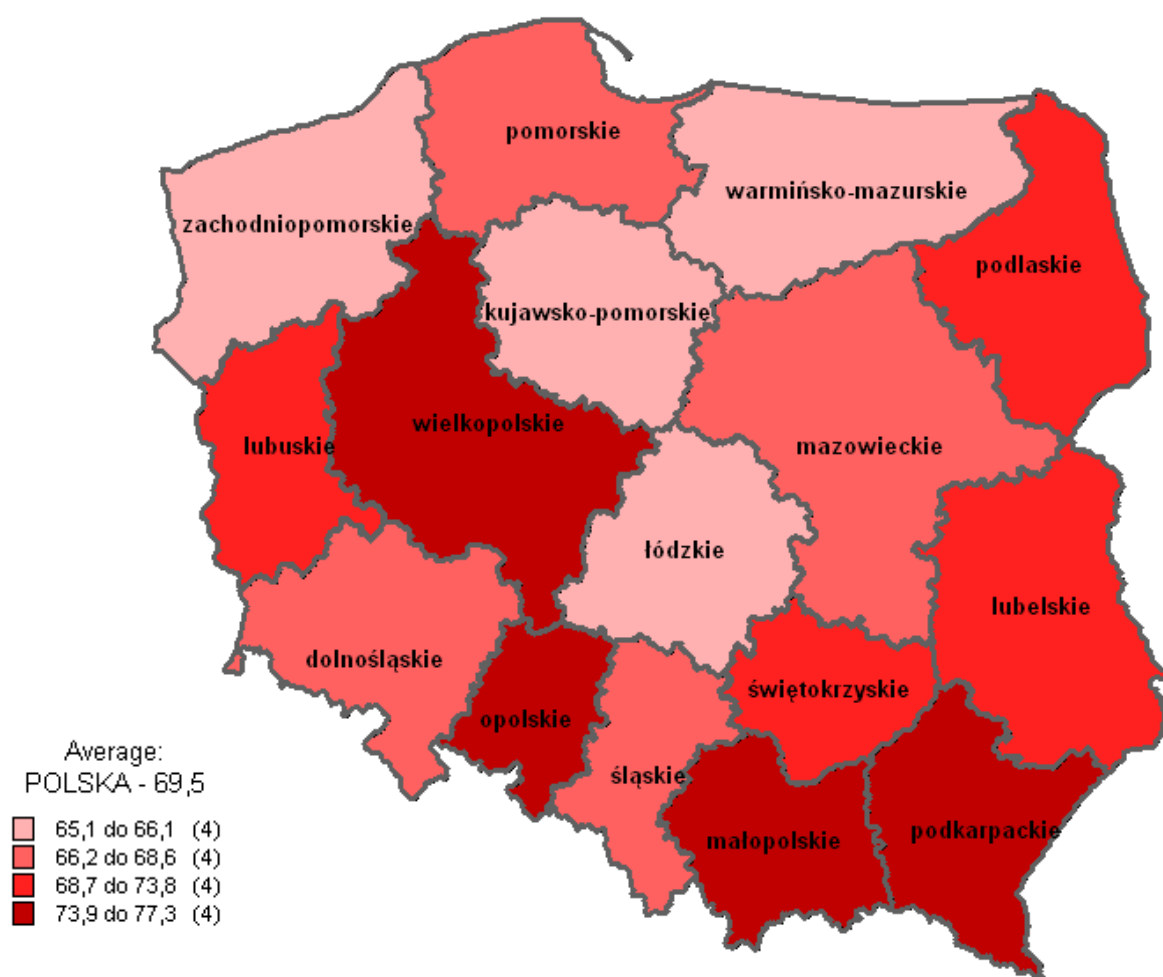 pomorskie
warmińsko-mazurskie
zachodniopomorskie
podlaskie
kujawsko-pomorskie
wielkopolskie
lubuskie
mazowieckie
łódzkie
lubelskie
dolnośląskie
świętokrzyskie
opolskie
śląskie
małopolskie
podkarpackie
Average:
POLSKA - 69,5
65,1 do 66,1 (4)
66,2 do 68,6 (4)
68,7 do 73,8 (4)
73,9 do 77,3 (4)